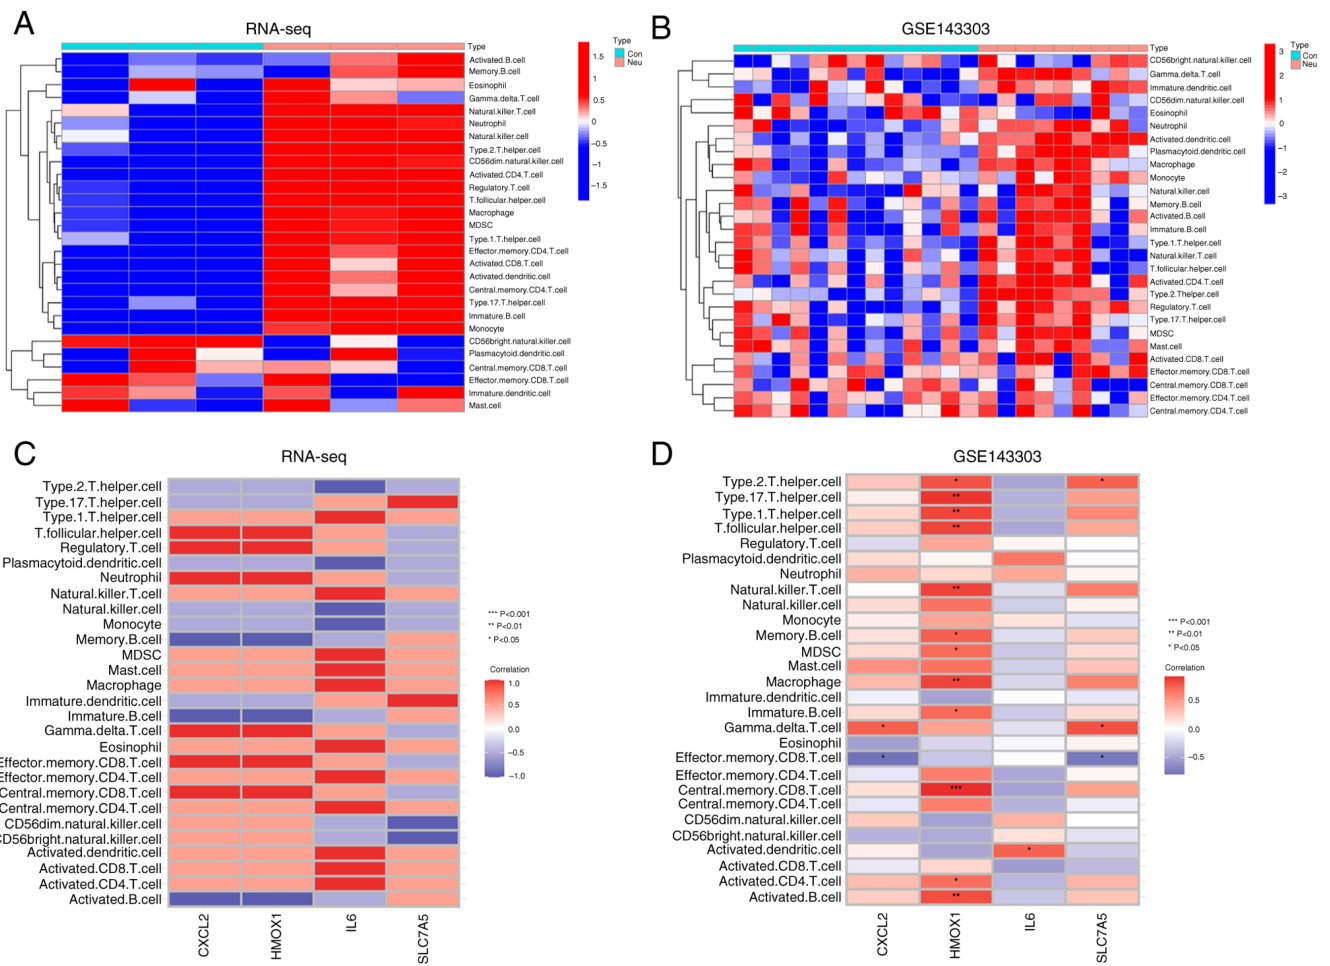 A
RNA-seq
Type
Activated.B.cell
Memory.B.cell
Eosinophil
Gamma.delta.T.cell
Natural.killer.T.cell
Neutrophil
Natural.killer.cell
Type.2.T.helper.cell
CD56dim.natural.killer.cell
Activated.CD4.T.cell
Regulatory.T.cell
T.follicular.helper.cell
Macrophage
MDSC
Type.1.T.helper.cell
Effector.memory.CD4.T.cell
Activated.CD8.T.cell
Activated.dendritic.cell
Central.memory.CD4.T.cell
Type.17.T.helper.cell
Immature.B.cell
Monocyte
CD56bright.natural.killer.cell
Plasmacytoid.dendritic.cell
Central.memory.CD8.T.cell
Effector.memory.CD8.T.cell
Immature.dendritic.cell
Mast.cell
1.5
1
0.5
0
−0.5
−1
−1.5
Type
Con
Neu
B
GSE143303
Type
CD56bright.natural.killer.cell
Gamma.delta.T.cell
Immature.dendritic.cell
CD56dim.natural.killer.cell
Eosinophil
Neutrophil
Activated.dendritic.cell
Plasmacytoid.dendritic.cell
Macrophage
Monocyte
Natural.killer.cell
Memory.B.cell
Activated.B.cell
Immature.B.cell
Type.1.T.helper.cell
Natural.killer.T.cell
T.follicular.helper.cell
Activated.CD4.T.cell
Type.2.Thelper.cell
Regulatory.T.cell
Type.17.T.helper.cell
MDSC
Mast.cell
Activated.CD8.T.cell
Effector.memory.CD8.T.cell
Central.memory.CD8.T.cell
Effector.memory.CD4.T.cell
Central.memory.CD4.T.cell
3
2
1
0
−1
−2
−3
Type
Con
Neu
C
RNA-seq
Type.2.T.helper.cell
Type.17.T.helper.cell
Type.1.T.helper.cell
T.follicular.helper.cell
Regulatory.T.cell
Plasmacytoid.dendritic.cell
Neutrophil
Natural.killer.T.cell
Natural.killer.cell
Monocyte
Memory.B.cell
MDSC
Mast.cell
Macrophage
Immature.dendritic.cell
Immature.B.cell
Gamma.delta.T.cell
Eosinophil
Effector.memory.CD8.T.cell
Effector.memory.CD4.T.cell
Central.memory.CD8.T.cell
Central.memory.CD4.T.cell
CD56dim.natural.killer.cell
CD56bright.natural.killer.cell
Activated.dendritic.cell
Activated.CD8.T.cell
Activated.CD4.T.cell
Activated.B.cell
CXCL2
HMOX1
IL6
SLC7A5
*** P<0.001
** P<0.01
* P<0.05
Correlation
1.0
0.5
0.0
−0.5
−1.0
D
GSE143303
Type.2.T.helper.cell * *
Type.17.T.helper.cell **
Type.1.T.helper.cell **
T.follicular.helper.cell **
Regulatory.T.cell
Plasmacytoid.dendritic.cell
Neutrophil
Natural.killer.T.cell **
Natural.killer.cell
Monocyte
Memory.B.cell *
MDSC *
Mast.cell
Macrophage **
Immature.dendritic.cell
Immature.B.cell *
Gamma.delta.T.cell * *
Eosinophil
Effector.memory.CD8.T.cell * *
Effector.memory.CD4.T.cell
Central.memory.CD8.T.cell ***
Central.memory.CD4.T.cell
CD56dim.natural.killer.cell
CD56bright.natural.killer.cell
Activated.dendritic.cell *
Activated.CD8.T.cell
Activated.CD4.T.cell *
Activated.B.cell **
CXCL2
HMOX1
IL6
SLC7A5
*** P<0.001
** P<0.01
* P<0.05
Correlation
0.5
0.0
−0.5